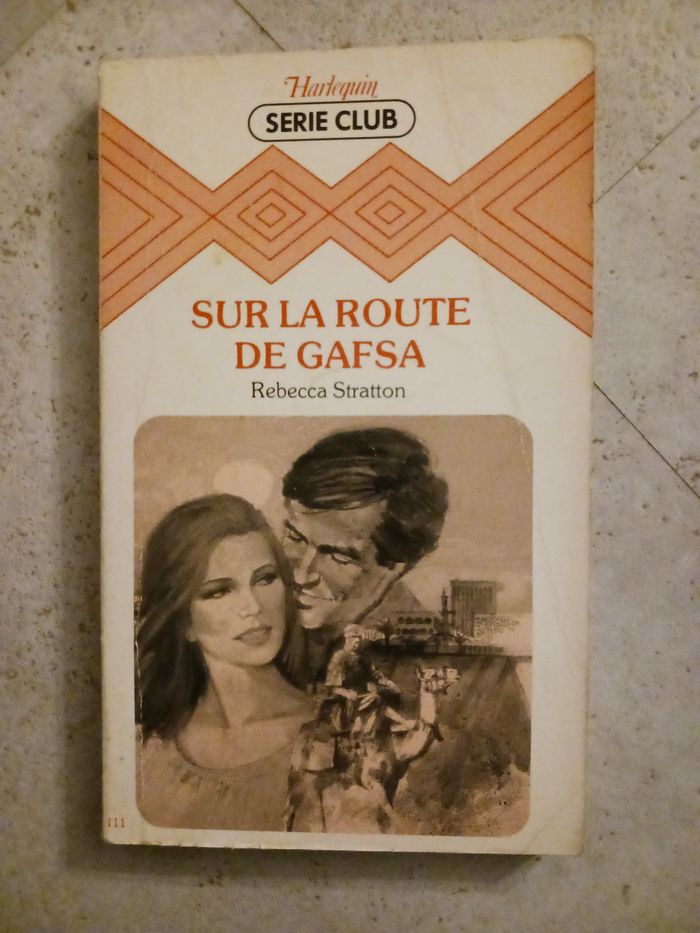 Harlequin
SERIE CLUB
SUR LA ROUTE
DE GAFSA
Rebecca Stratton
111